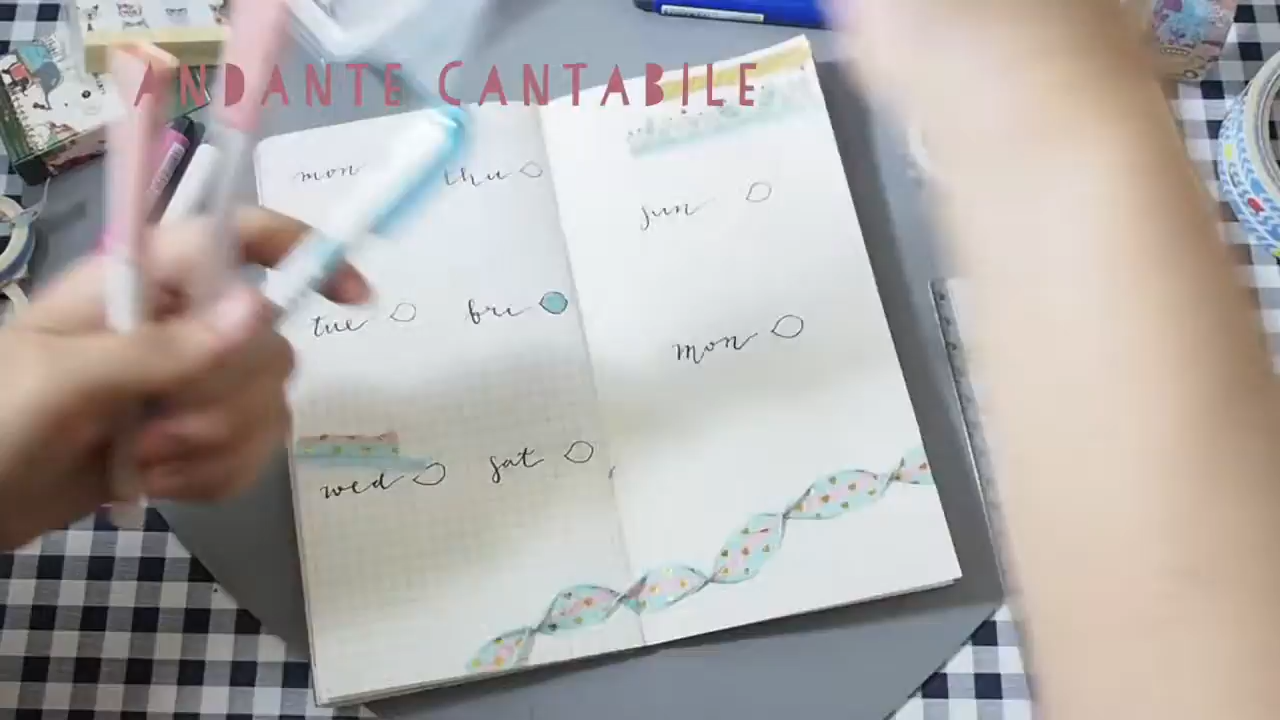 ANDANTE CANTABILE
mon thu
sun
tue fri
mon
wed sat